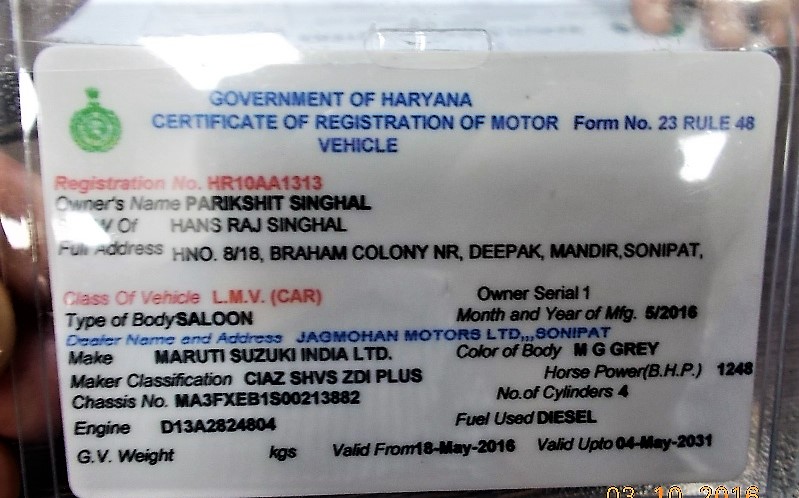 GOVERNMENT OF HARYANA
CERTIFICATE OF REGISTRATION OF MOTOR Form No. 23 RULE 48
VEHICLE
Registration No. HR10AA1313
Owner's Name PARIKSHIT SINGHAL
Of HANS RAJ SINGHAL
Full Address HNO. 8/18, BRAHAM COLONY NR, DEEPAK, MANDIR,SONIPAT,
Class Of Vehicle L.M.V. (CAR) Owner Serial 1
Type of Body SALOON Month and Year of Mfg. 5/2016
Dealer Name and Address JAGMOHAN MOTORS LTD,,,SONIPAT
Make MARUTI SUZUKI INDIA LTD. Color of Body M G GREY
Maker Classification CIAZ SHVS ZDI PLUS Horse Power(B.H.P.) 1248
Chassis No. MA3FXEB1S00213882 No.of Cylinders 4
Engine D13A2824804 Fuel Used DIESEL
G.V. Weight kgs Valid From 18-May-2016 Valid Upto 04-May-2031
03 10 2016